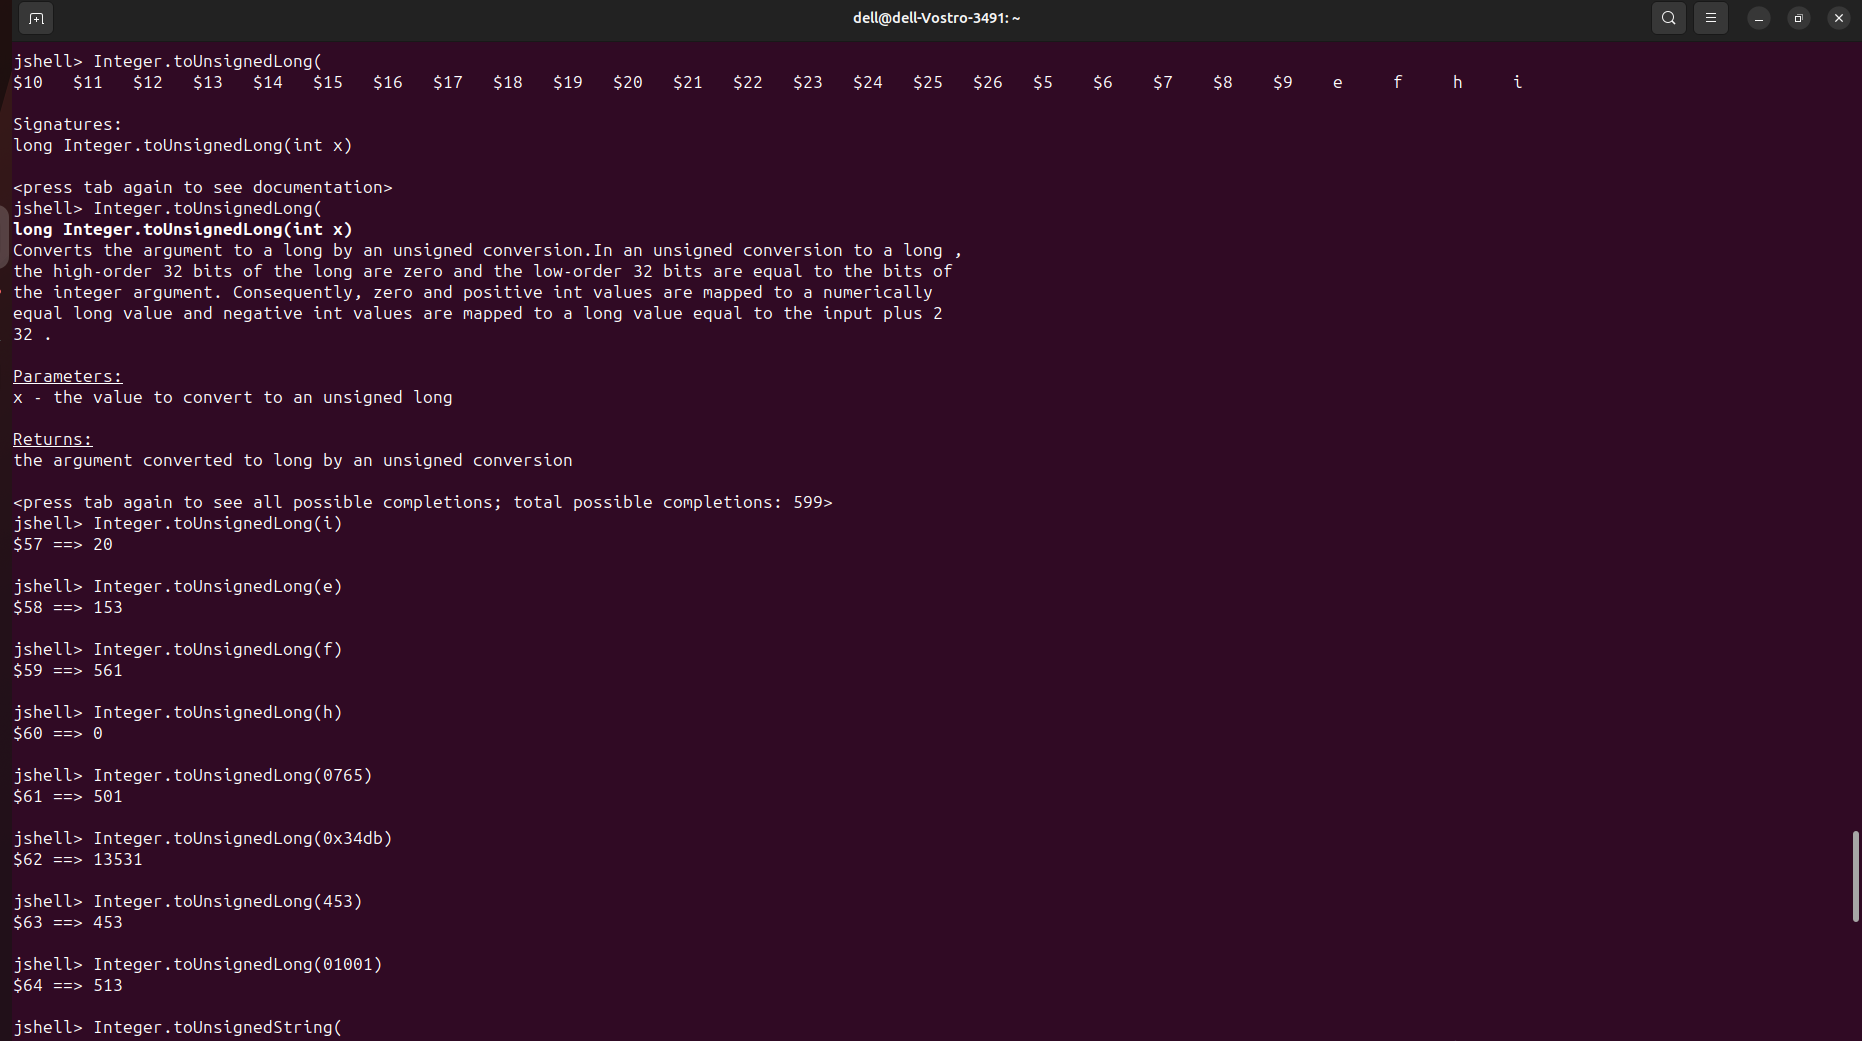 dell@dell-Vostro-3491: ~
jshell> Integer.toUnsignedLong(
$10 $11 $12 $13 $14 $15 $16 $17 $18 $19 $20 $21 $22 $23 $24 $25 $26 $5 $6 $7 $8 $9 e f h i
Signatures:
long Integer.toUnsignedLong(int x)
<press tab again to see documentation>
jshell> Integer.toUnsignedLong(
long Integer.toUnsignedLong(int x)
Converts the argument to a long by an unsigned conversion.In an unsigned conversion to a long ,
the high-order 32 bits of the long are zero and the low-order 32 bits are equal to the bits of
the integer argument. Consequently, zero and positive int values are mapped to a numerically
equal long value and negative int values are mapped to a long value equal to the input plus 2
32 .
Parameters:
x - the value to convert to an unsigned long
Returns:
the argument converted to long by an unsigned conversion
<press tab again to see all possible completions; total possible completions: 599>
jshell> Integer.toUnsignedLong(i)
$57 ==> 20
jshell> Integer.toUnsignedLong(e)
$58 ==> 153
jshell> Integer.toUnsignedLong(f)
$59 ==> 561
jshell> Integer.toUnsignedLong(h)
$60 ==> 0
jshell> Integer.toUnsignedLong(0765)
$61 ==> 501
jshell> Integer.toUnsignedLong(0x34db)
$62 ==> 13531
jshell> Integer.toUnsignedLong(453)
$63 ==> 453
jshell> Integer.toUnsignedLong(01001)
$64 ==> 513
jshell> Integer.toUnsignedString(